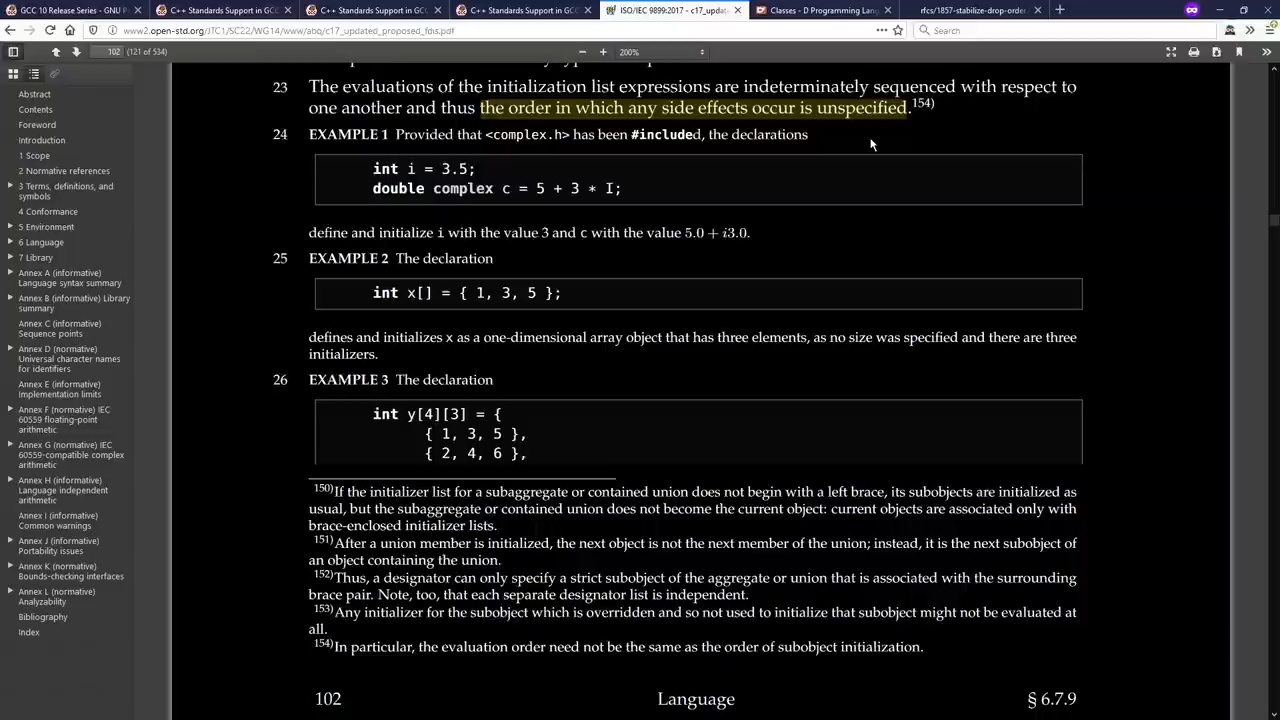 GCC 10 Release Series - GNU P
C++ Standards Support in GC
C++ Standards Support in GC
C++ Standards Support in GC
ISO/IEC 9899:2017 - c17_upda
Classes - D Programming Lang
rfcs/1857-stabilize-drop-order.
www2.open-std.org/JTC1/SC22/WG14/www/abq/c17_updated_proposed_fdis.pdf
Search
102 (121 of 534)
200%
Abstract
Contents
Foreword
Introduction
1 Scope
2 Normative references
3 Terms, definitions, and
symbols
4 Conformance
5 Environment
6 Language
7 Library
Annex A (informative)
Language syntax summary
Annex B (informative) Library
summary
Annex C (informative)
Sequence points
Annex D (normative)
Universal character names
for identifiers
Annex E (informative)
Implementation limits
Annex F (normative) IEC
60559 floating-point
arithmetic
Annex G (normative) IEC
60559-compatible complex
arithmetic
Annex H (informative)
Language independent
arithmetic
Annex I (informative)
Common warnings
Annex J (informative)
Portability issues
Annex K (normative)
Bounds-checking interfaces
Annex L (normative)
Analyzability
Bibliography
Index
23 The evaluations of the initialization list expressions are indeterminately sequenced with respect to
one another and thus the order in which any side effects occur is unspecified.154)
24 EXAMPLE 1 Provided that <complex.h> has been #included, the declarations
int i = 3.5;
double complex c = 5 + 3 * I;
define and initialize i with the value 3 and c with the value 5.0 + i3.0.
25 EXAMPLE 2 The declaration
int x[] = { 1, 3, 5 };
defines and initializes x as a one-dimensional array object that has three elements, as no size was specified and there are three
initializers.
26 EXAMPLE 3 The declaration
int y[4][3] = {
{ 1, 3, 5 },
{ 2, 4, 6 },
150)If the initializer list for a subaggregate or contained union does not begin with a left brace, its subobjects are initialized as
usual, but the subaggregate or contained union does not become the current object: current objects are associated only with
brace-enclosed initializer lists.
151)After a union member is initialized, the next object is not the next member of the union; instead, it is the next subobject of
an object containing the union.
152)Thus, a designator can only specify a strict subobject of the aggregate or union that is associated with the surrounding
brace pair. Note, too, that each separate designator list is independent.
153)Any initializer for the subobject which is overridden and so not used to initialize that subobject might not be evaluated at
all.
154)In particular, the evaluation order need not be the same as the order of subobject initialization.
102 Language § 6.7.9